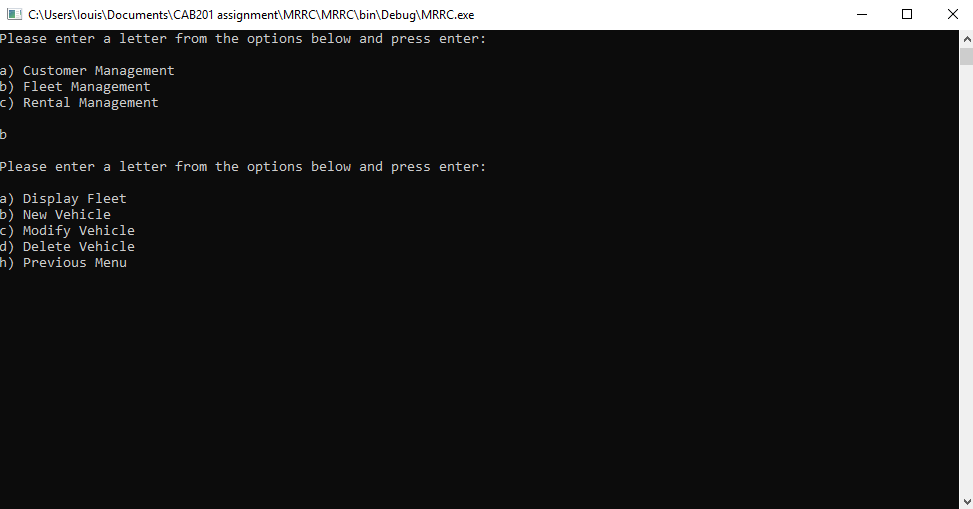 C:\Users\louis\Documents\CAB201 assignment\MRRC\MRRC\bin\Debug\MRRC.exe
Please enter a letter from the options below and press enter:
a) Customer Management
b) Fleet Management
c) Rental Management
b
Please enter a letter from the options below and press enter:
a) Display Fleet
b) New Vehicle
c) Modify Vehicle
d) Delete Vehicle
h) Previous Menu